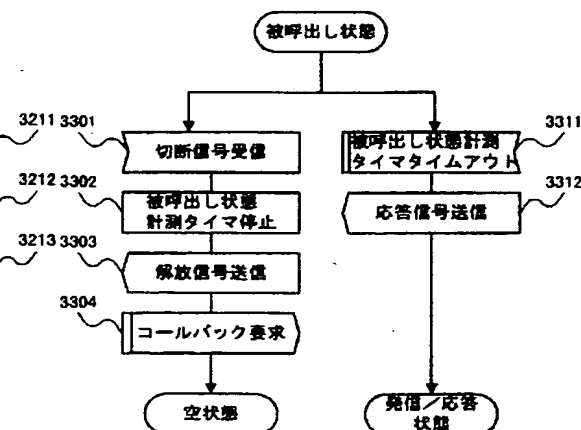 被呼出し状態
3211 3301
切断信号受信
3212 3302
被呼出し状態
計測タイマ停止
3213 3303
解放信号送信
3304
コールバック要求
空状態
3311
被呼出し状態計測
タイマタイムアウト
3312
応答信号送信
発信/応答
状態